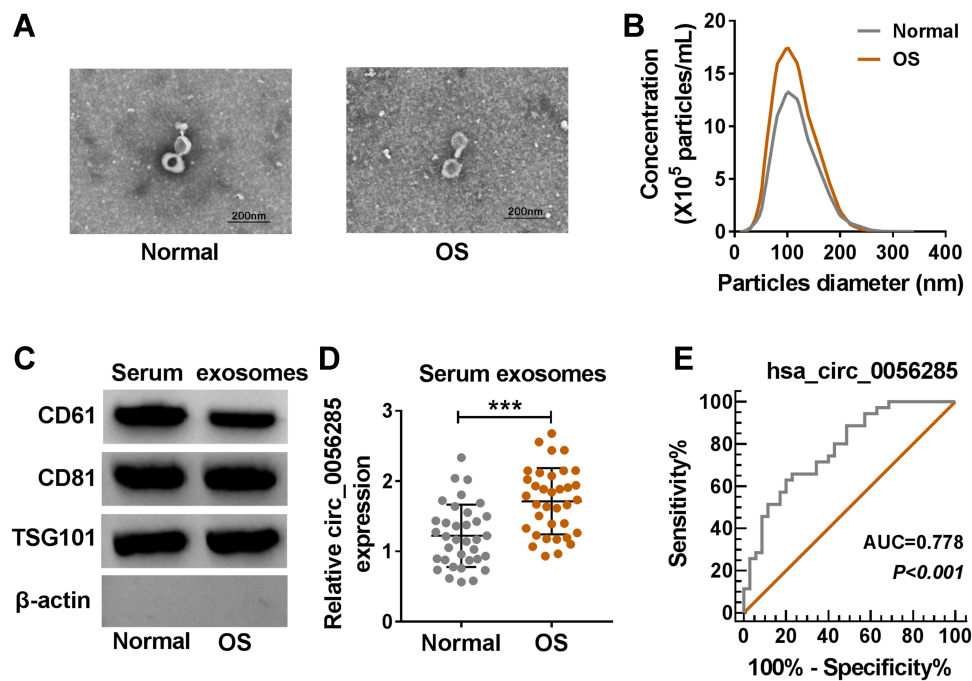 A
200nm
Normal
200nm
OS
B
Concentration
(X10⁵ particles/mL)
20
15
10
5
0
0 100 200 300 400
Particles diameter (nm)
Normal
OS
C
Serum exosomes
CD61
CD81
TSG101
β-actin
Normal OS
D
Serum exosomes
Relative circ_0056285
expression
3
2
1
0
***
Normal OS
E
hsa_circ_0056285
Sensitivity%
100
80
60
40
20
0
AUC=0.778
P<0.001
0 20 40 60 80 100
100% - Specificity%